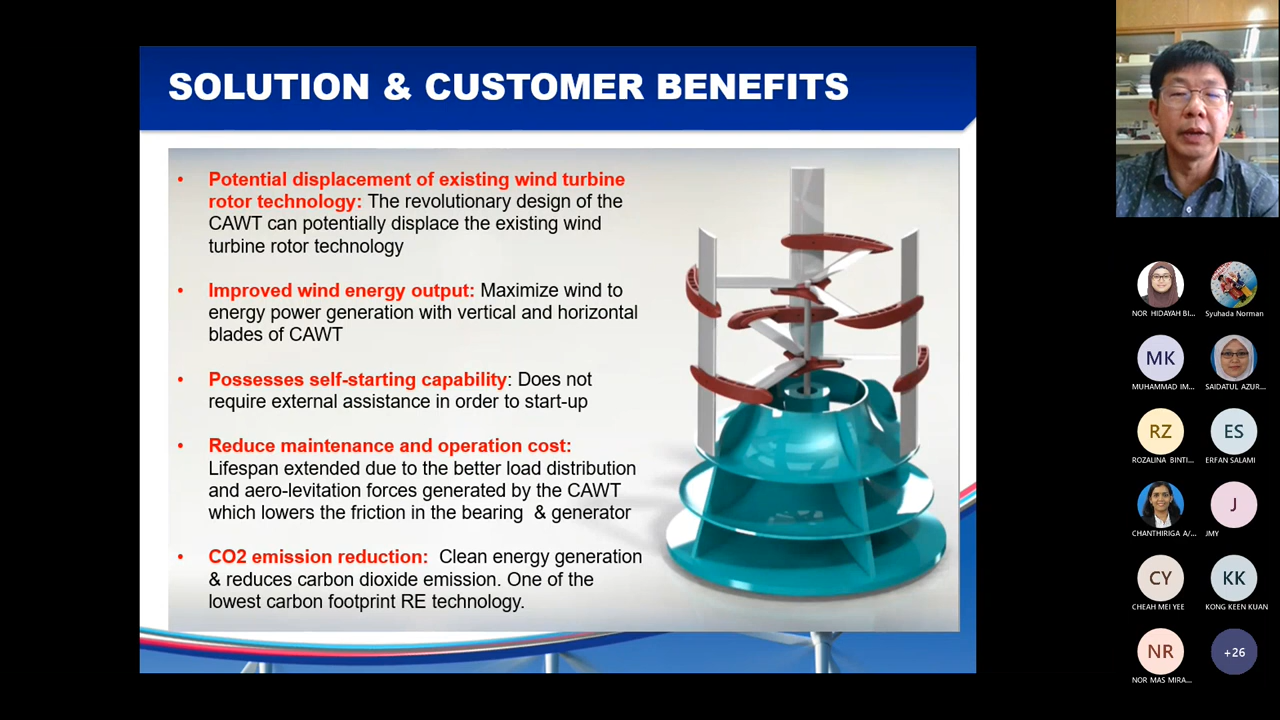 SOLUTION & CUSTOMER BENEFITS
• Potential displacement of existing wind turbine
rotor technology: The revolutionary design of the
CAWT can potentially displace the existing wind
turbine rotor technology
• Improved wind energy output: Maximize wind to
energy power generation with vertical and horizontal
blades of CAWT
• Possesses self-starting capability: Does not
require external assistance in order to start-up
• Reduce maintenance and operation cost:
Lifespan extended due to the better load distribution
and aero-levitation forces generated by the CAWT
which lowers the friction in the bearing & generator
• CO2 emission reduction: Clean energy generation
& reduces carbon dioxide emission. One of the
lowest carbon footprint RE technology.
NOR HIDAYAH BI...
Syuhada Norman
MK
MUHAMMAD IM...
SAIDATUL AZUR...
RZ
ROZALINA BINTI...
ES
ERFAN SALAMI
CHANTHIRIGA A/...
J
JMY
CY
CHEAH MEI YEE
KK
KONG KEEN KUAN
NR
NOR MAS MIRA...
+26